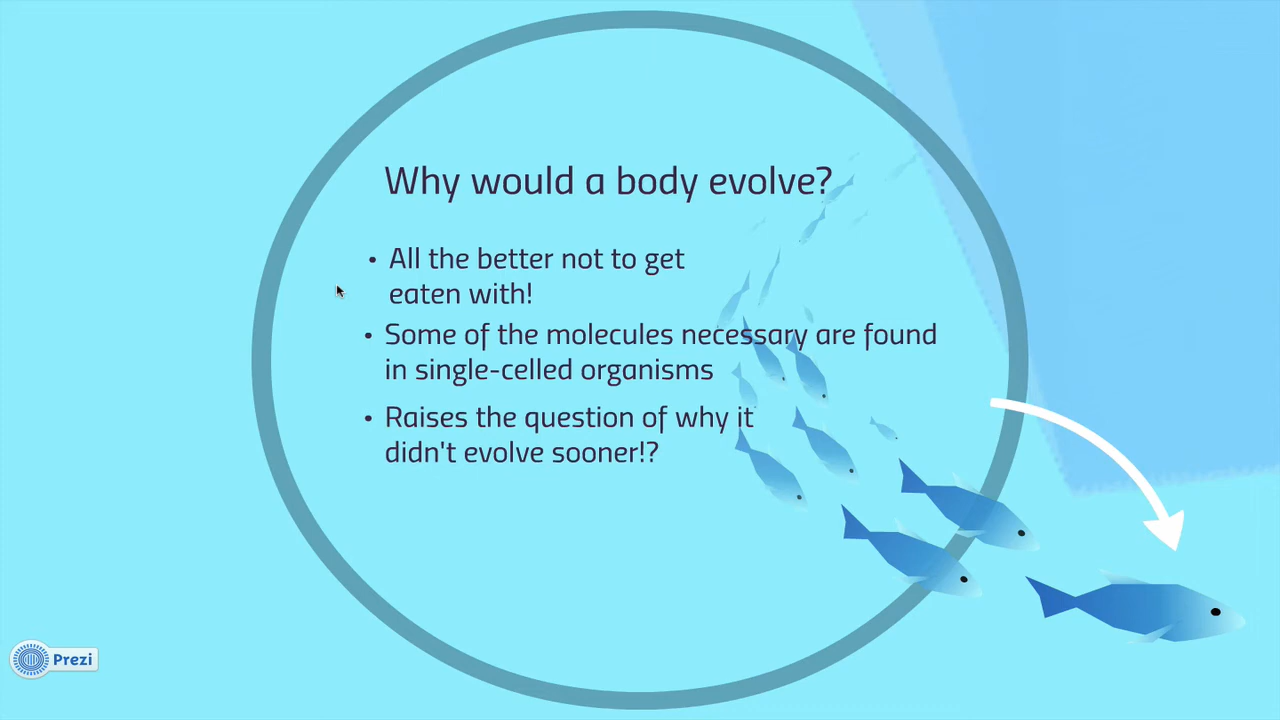 Why would a body evolve?
• All the better not to get
eaten with!
• Some of the molecules necessary are found
in single-celled organisms
• Raises the question of why it
didn't evolve sooner!?
Prezi